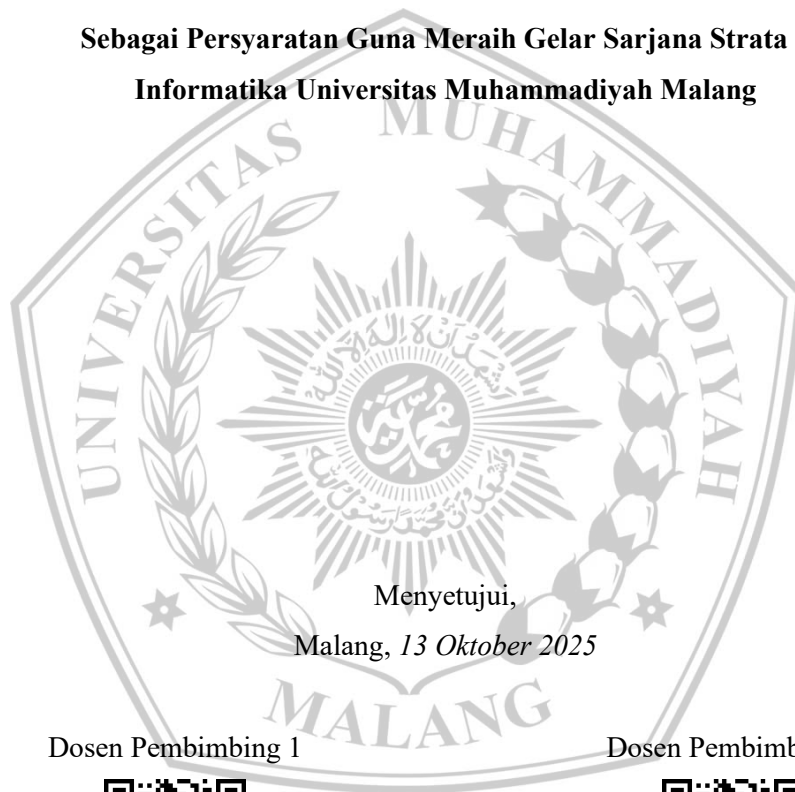 Sebagai Persyaratan Guna Meraih Gelar Sarjana Strata
Informatika Universitas Muhammadiyah Malang
UNIVERSITAS MUHAMMADIYAH
MALANG
Menyetujui,
Malang, 13 Oktober 2025
Dosen Pembimbing 1
Dosen